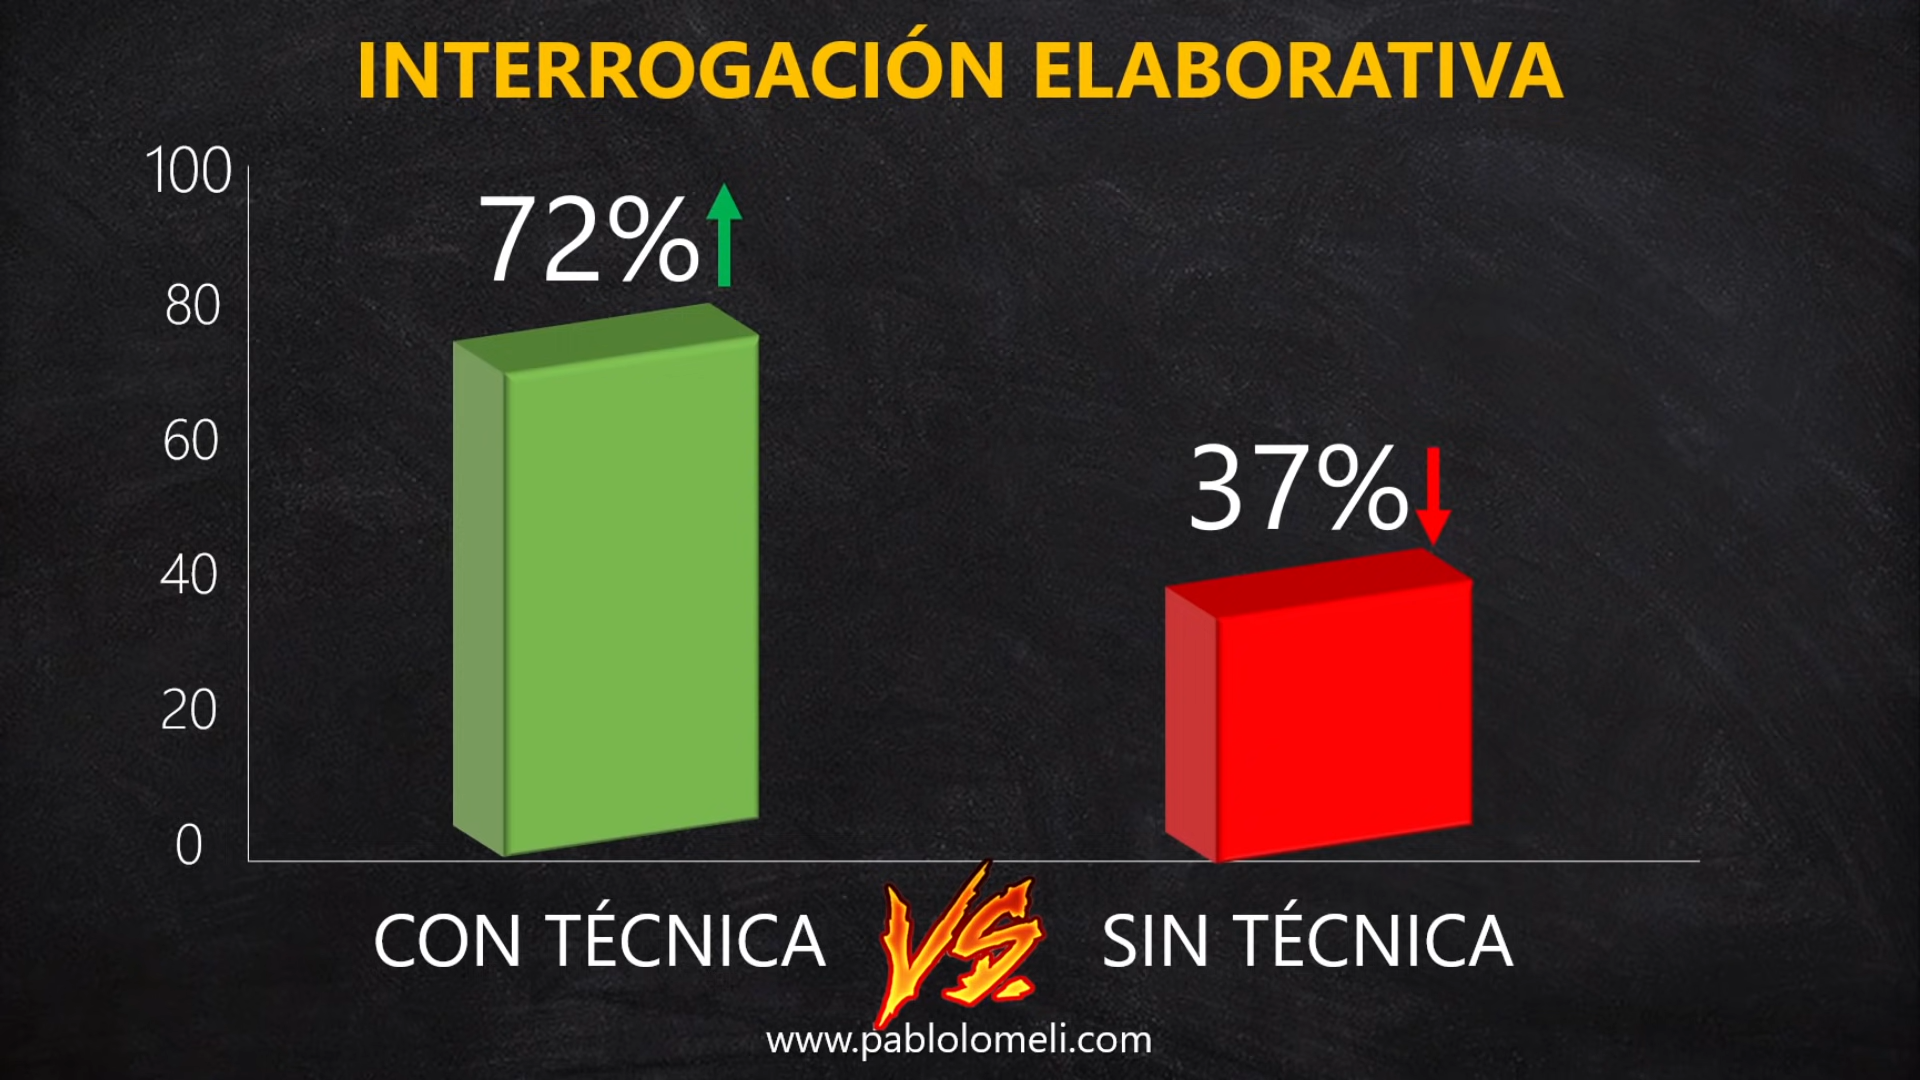 INTERROGACIÓN ELABORATIVA
100
72%
80
60
37%
40
20
0
CON TÉCNICA VS. SIN TÉCNICA
www.pablolomeli.com